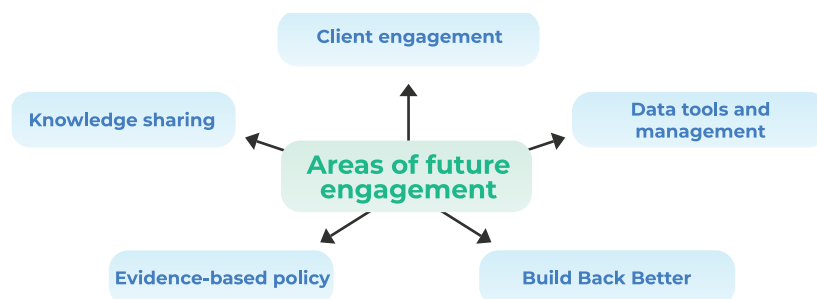 Client engagement
Knowledge sharing
Data tools and
management
Areas of future
engagement
Evidence-based policy
Build Back Better